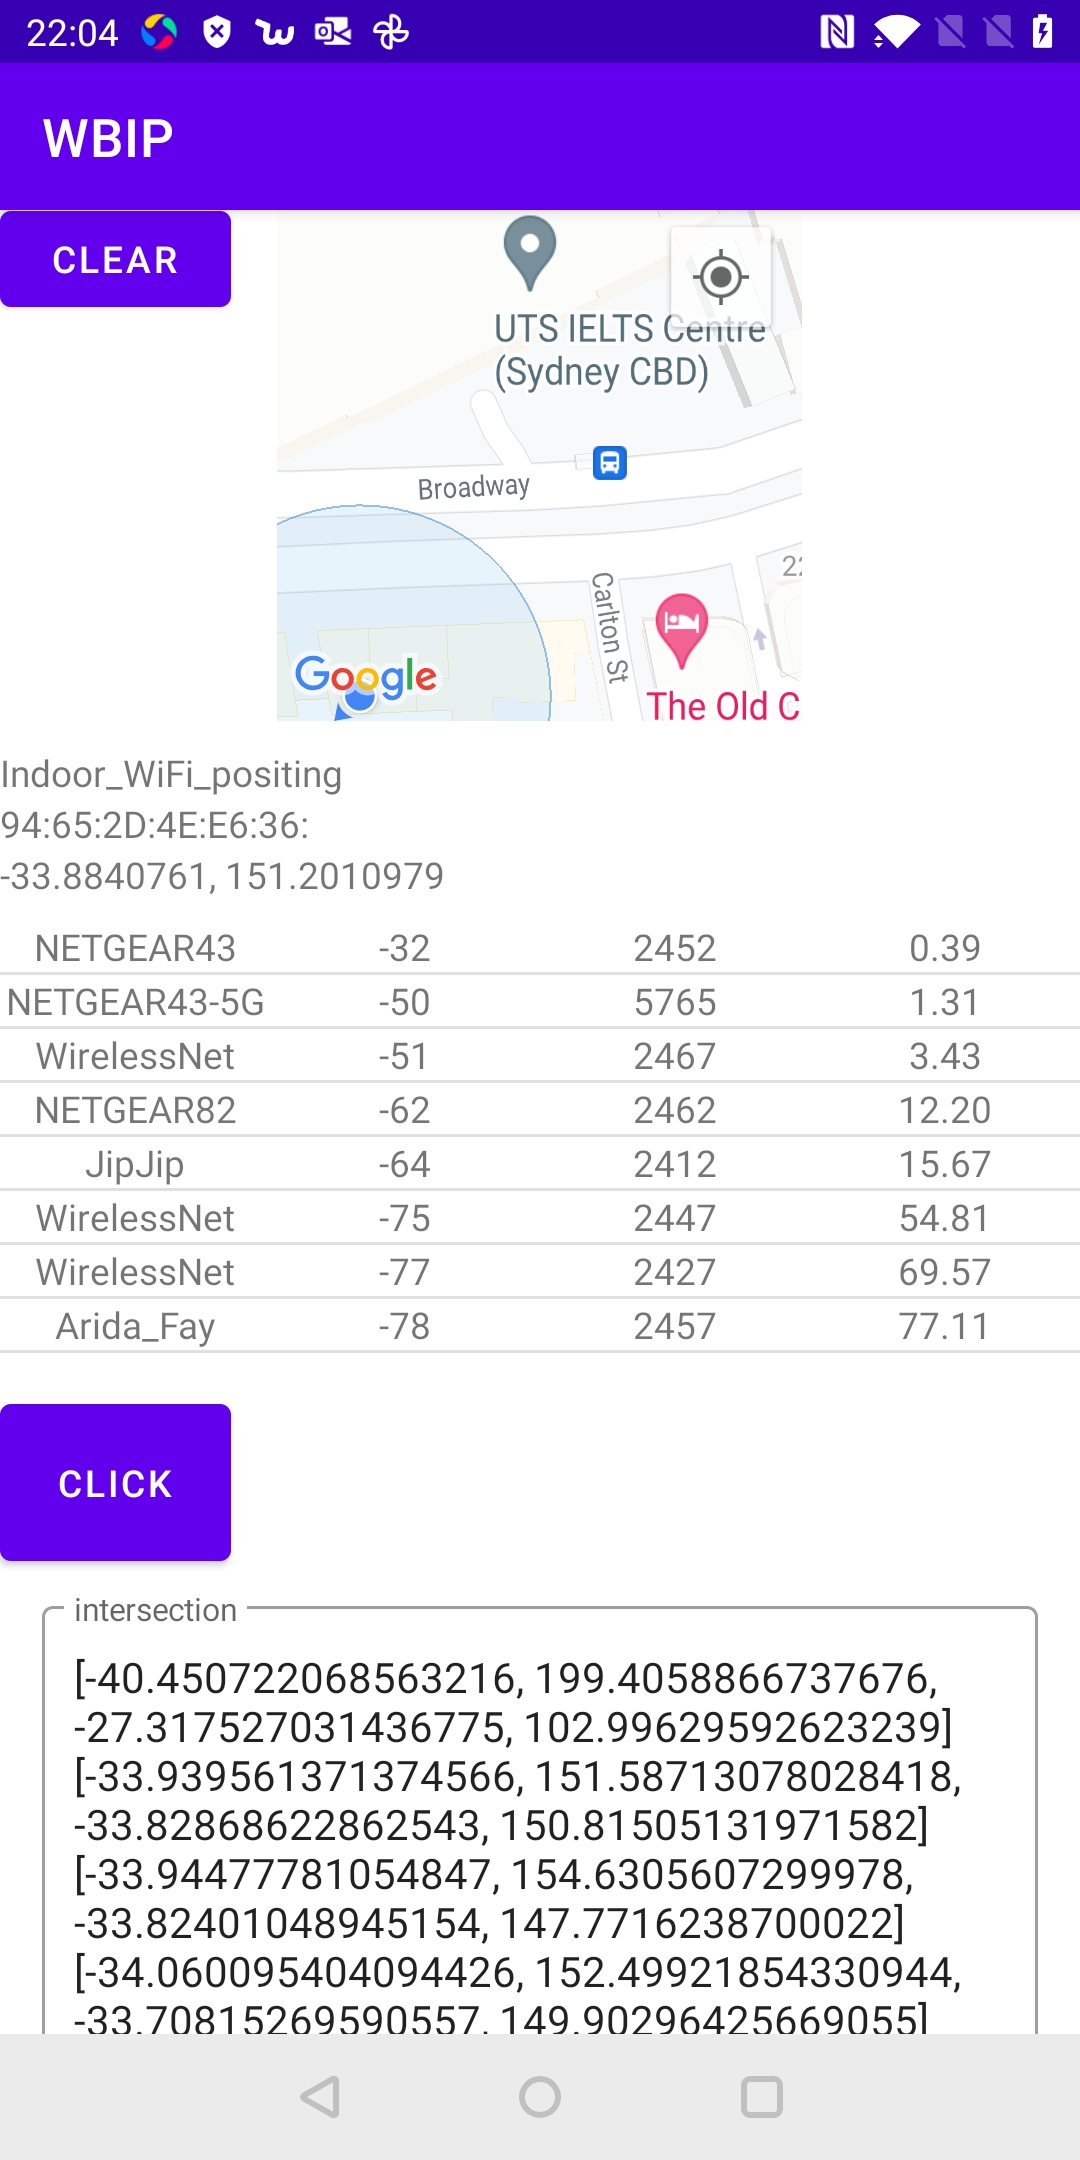 22:04
WBIP
CLEAR
UTS IELTS Centre
(Sydney CBD)
Broadway
Carlton St
The Old C
Google
Indoor_WiFi_positing
94:65:2D:4E:E6:36:
-33.8840761, 151.2010979
NETGEAR43 -32 2452 0.39
NETGEAR43-5G -50 5765 1.31
WirelessNet -51 2467 3.43
NETGEAR82 -62 2462 12.20
JipJip -64 2412 15.67
WirelessNet -75 2447 54.81
WirelessNet -77 2427 69.57
Arida_Fay -78 2457 77.11
CLICK
intersection
[-40.450722068563216, 199.4058866737676,
-27.317527031436775, 102.99629592623239]
[-33.939561371374566, 151.58713078028418,
-33.82868622862543, 150.81505131971582]
[-33.94477781054847, 154.6305607299978,
-33.82401048945154, 147.7716238700022]
[-34.060095404094426, 152.49921854330944,
-33.70815269590557, 149.90296425669055]